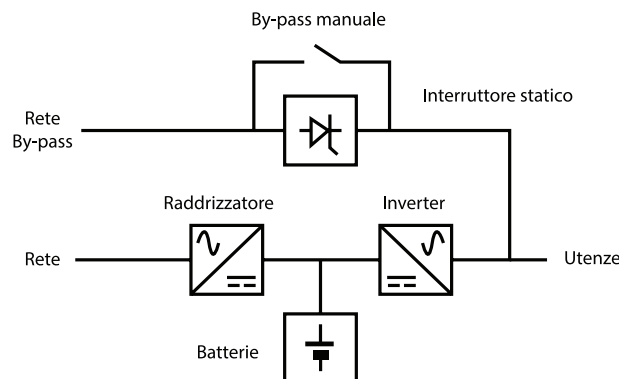 By-pass manuale
Interruttore statico
Rete
By-pass
Raddrizzatore
Inverter
Rete
Utenze
Batterie